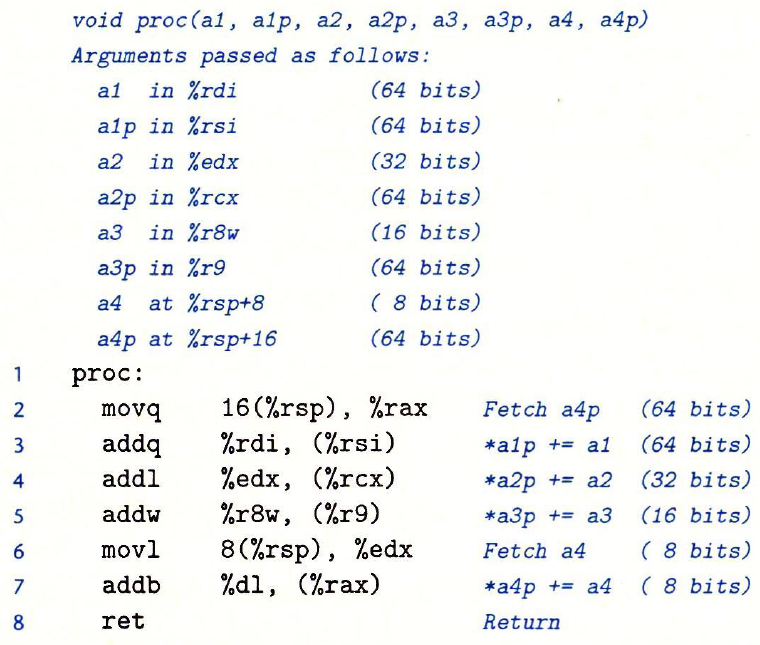 void proc(a1, a1p, a2, a2p, a3, a3p, a4, a4p)
Arguments passed as follows:
a1 in %rdi (64 bits)
a1p in %rsi (64 bits)
a2 in %edx (32 bits)
a2p in %rcx (64 bits)
a3 in %r8w (16 bits)
a3p in %r9 (64 bits)
a4 at %rsp+8 ( 8 bits)
a4p at %rsp+16 (64 bits)
1 proc:
2 movq 16(%rsp), %rax Fetch a4p (64 bits)
3 addq %rdi, (%rsi) *a1p += a1 (64 bits)
4 addl %edx, (%rcx) *a2p += a2 (32 bits)
5 addw %r8w, (%r9) *a3p += a3 (16 bits)
6 movl 8(%rsp), %edx Fetch a4 ( 8 bits)
7 addb %dl, (%rax) *a4p += a4 ( 8 bits)
8 ret Return